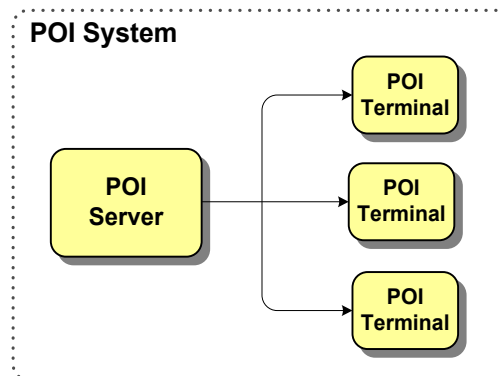 POI System
POI
Terminal
POI
Server
POI
Terminal
POI
Terminal